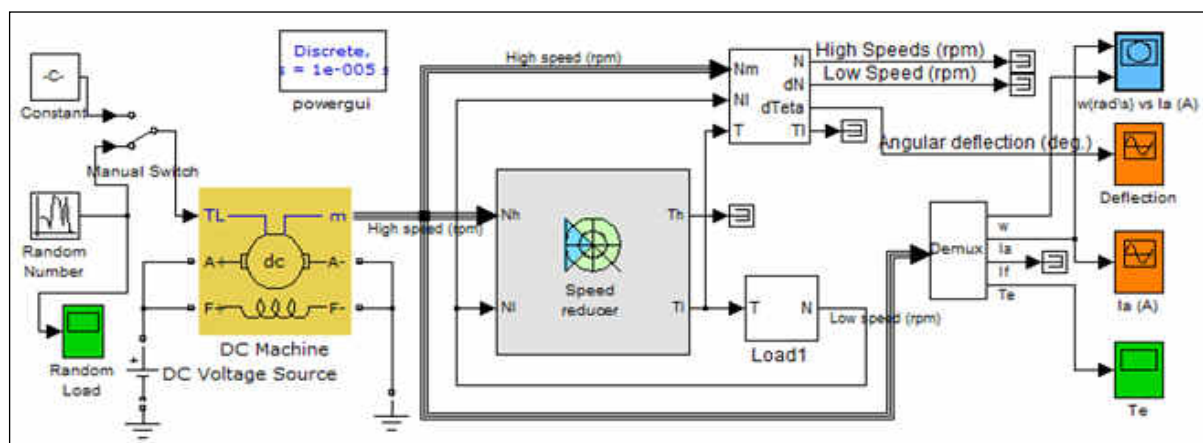 -C-
Constant
Discrete,
s = 1e-005 s
powergui
Manual Switch
Random
Number
Random
Load
TL
m
A+
dc
A-
F+
F-
DC Machine
DC Voltage Source
High speed (rpm)
High speed (rpm)
Nh
Th
Nl
Tl
Speed
reducer
Nm
Nl
T
N
dN
dTeta
Tl
High Speeds (rpm)
Low Speed (rpm)
Angular deflection (deg.)
T
N
Load1
Low speed (rpm)
Demux
w
Ia
If
Te
w(rad\s) vs Ia (A)
Deflection
Ia (A)
Te